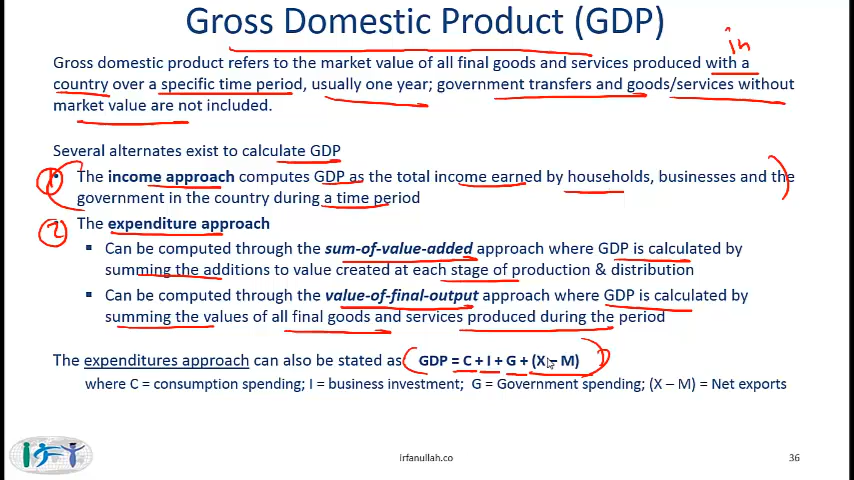 Gross Domestic Product (GDP)
in
Gross domestic product refers to the market value of all final goods and services produced with a
country over a specific time period, usually one year; government transfers and goods/services without
market value are not included.
Several alternates exist to calculate GDP
1 The income approach computes GDP as the total income earned by households, businesses and the
government in the country during a time period
2 The expenditure approach
▪ Can be computed through the sum-of-value-added approach where GDP is calculated by
summing the additions to value created at each stage of production & distribution
▪ Can be computed through the value-of-final-output approach where GDP is calculated by
summing the values of all final goods and services produced during the period
The expenditures approach can also be stated as GDP = C + I + G + (X – M)
where C = consumption spending; I = business investment; G = Government spending; (X – M) = Net exports
irfanullah.co
36